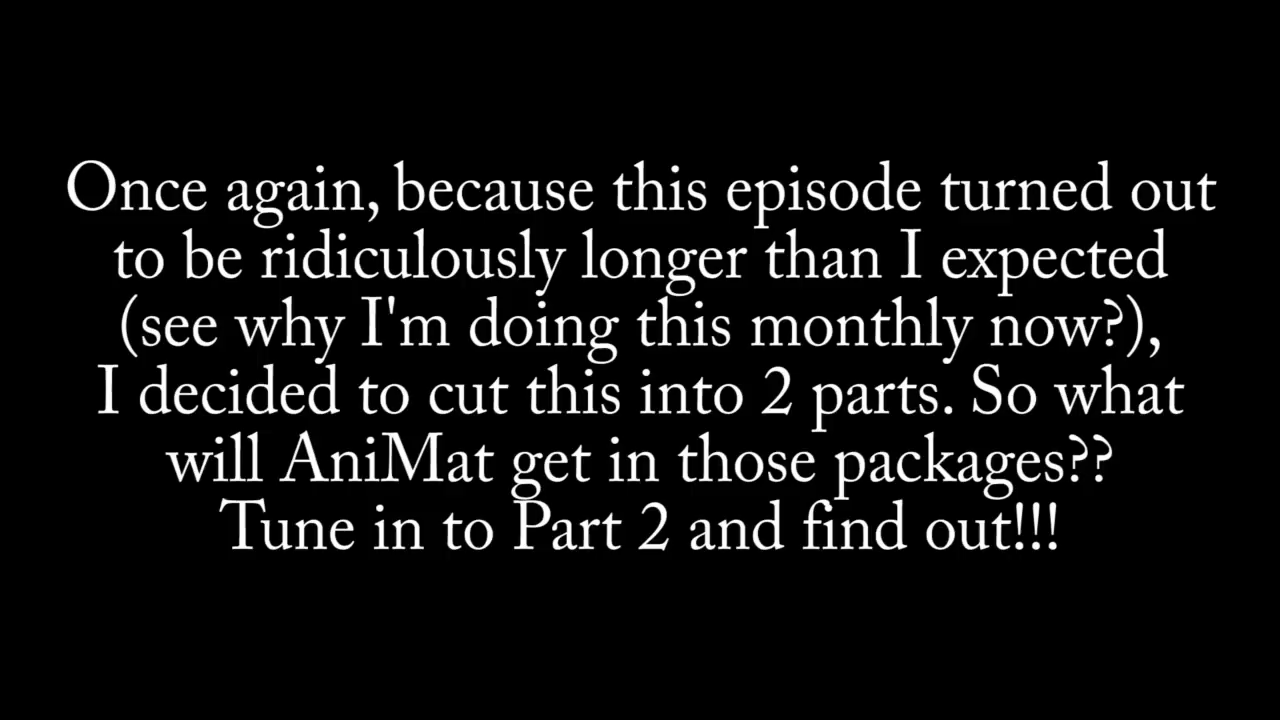 Once again, because this episode turned out
to be ridiculously longer than I expected
(see why I'm doing this monthly now?),
I decided to cut this into 2 parts. So what
will AniMat get in those packages??
Tune in to Part 2 and find out!!!